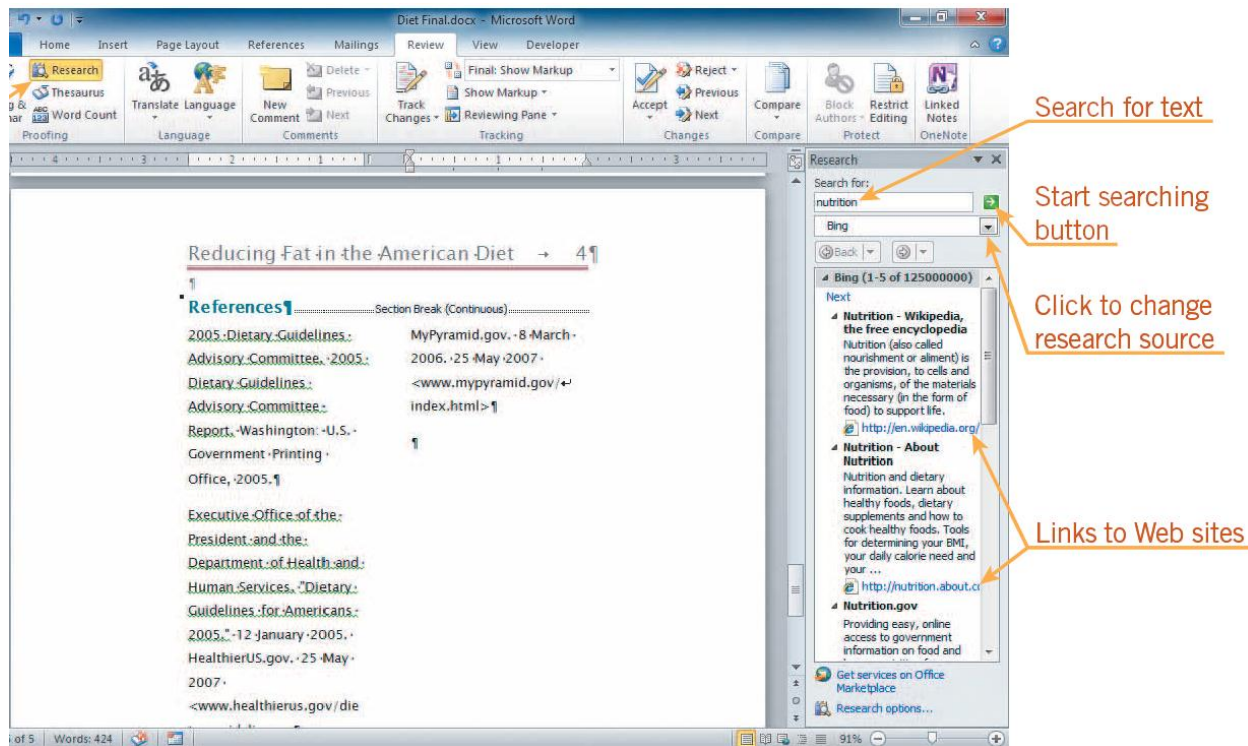 Diet Final.docx - Microsoft Word
Home Insert Page Layout References Mailings Review View Developer
Research
Thesaurus
Word Count
Proofing
Translate Language
Language
New Comment
Delete
Previous
Next
Comments
Track Changes
Final: Show Markup
Show Markup
Reviewing Pane
Tracking
Accept
Reject
Previous
Next
Changes
Compare
Compare
Block Authors
Restrict Editing
Protect
Linked Notes
OneNote
Reducing Fat in the American Diet → 4¶
¶
References¶
Section Break (Continuous)
2005·Dietary·Guidelines·
Advisory·Committee.·2005·
Dietary·Guidelines·
Advisory·Committee·
Report.·Washington:·U.S.·
Government·Printing·
Office,·2005.¶
Executive·Office·of·the·
President·and·the·
Department·of·Health·and·
Human·Services.·"Dietary·
Guidelines·for·Americans·
2005."·12·January·2005.·
HealthierUS.gov.·25·May·
2007·
<www.healthierus.gov/die
MyPyramid.gov.·8·March·
2006.·25·May·2007·
<www.mypyramid.gov/↵
index.html>¶
¶
Research
Search for:
nutrition
Bing
Back
Bing (1-5 of 125000000)
Next
Nutrition - Wikipedia,
the free encyclopedia
Nutrition (also called
nourishment or aliment) is
the provision, to cells and
organisms, of the materials
necessary (in the form of
food) to support life.
http://en.wikipedia.org/
Nutrition - About
Nutrition
Nutrition and dietary
information. Learn about
healthy foods, dietary
supplements and how to
cook healthy foods. Tools
for determining your BMI,
your daily calorie need and
your ...
http://nutrition.about.co
Nutrition.gov
Providing easy, online
access to government
information on food and
Get services on Office
Marketplace
Research options...
of 5 Words: 424
91%
Search for text
Start searching
button
Click to change
research source
Links to Web sites